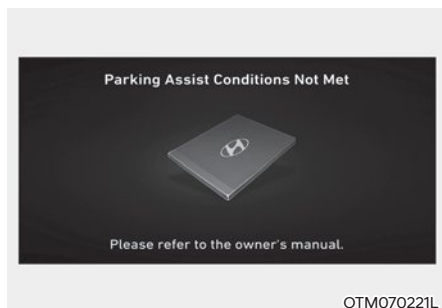 Parking Assist Conditions Not Met
Please refer to the owner's manual.
OTM070221L